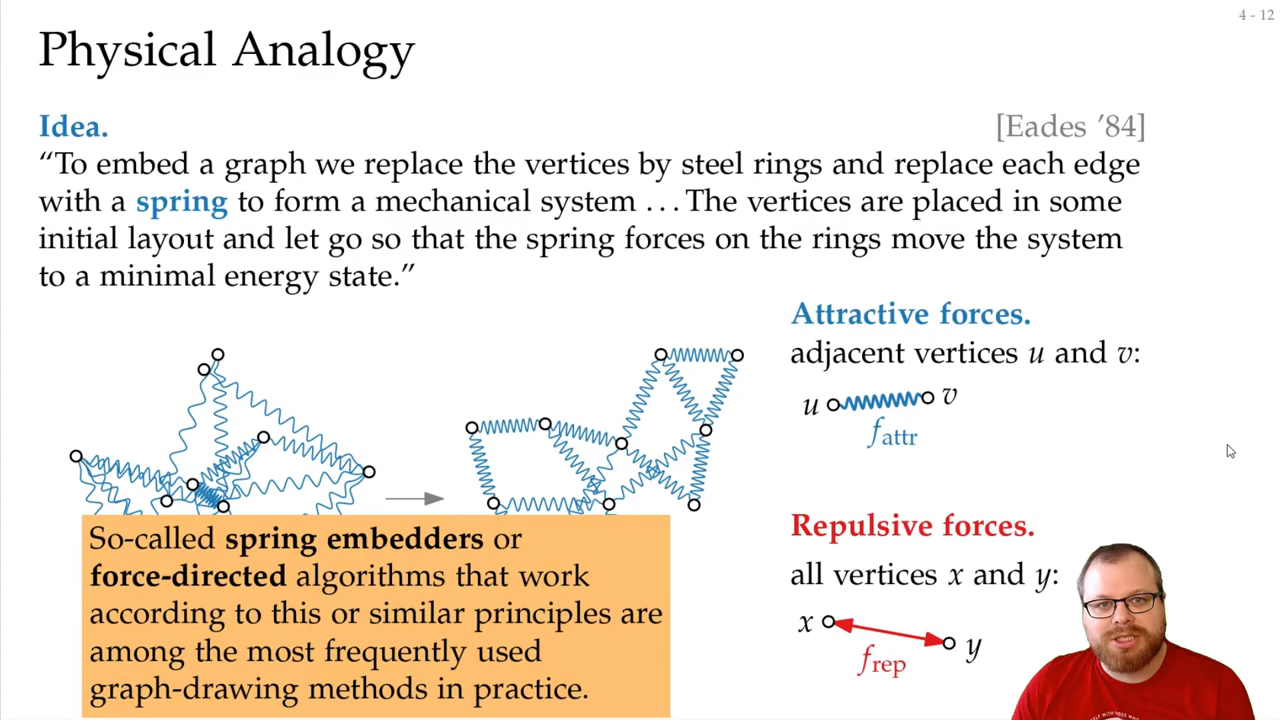 4 - 12
Physical Analogy
Idea.
[Eades ’84]
“To embed a graph we replace the vertices by steel rings and replace each edge
with a spring to form a mechanical system … The vertices are placed in some
initial layout and let go so that the spring forces on the rings move the system
to a minimal energy state.”
Attractive forces.
adjacent vertices u and v:
u v
fattr
So-called spring embedders or
force-directed algorithms that work
according to this or similar principles are
among the most frequently used
graph-drawing methods in practice.
Repulsive forces.
all vertices x and y:
x y
frep